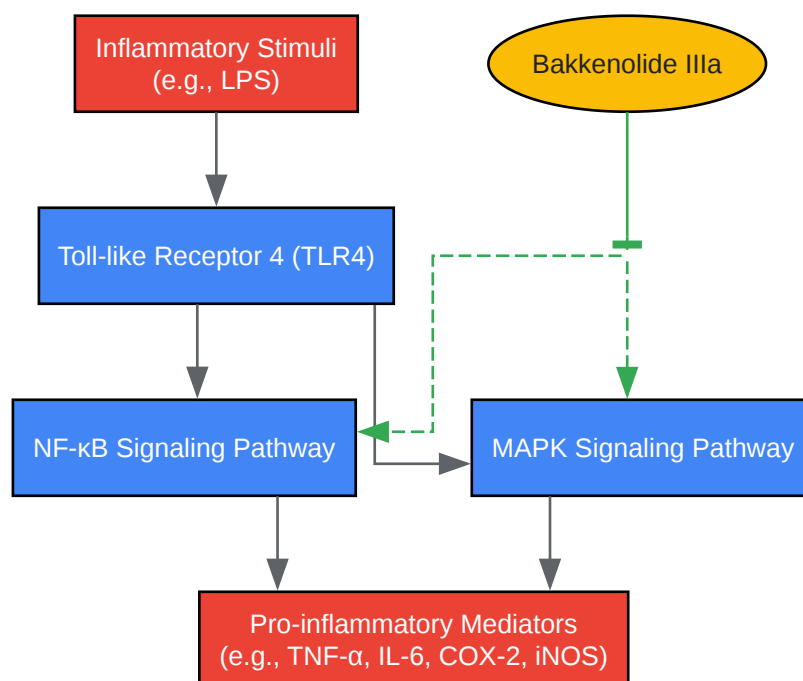 Inflammatory Stimuli
(e.g., LPS)
Bakkenolide IIIa
Toll-like Receptor 4 (TLR4)
NF-κB Signaling Pathway
MAPK Signaling Pathway
Pro-inflammatory Mediators
(e.g., TNF-α, IL-6, COX-2, iNOS)